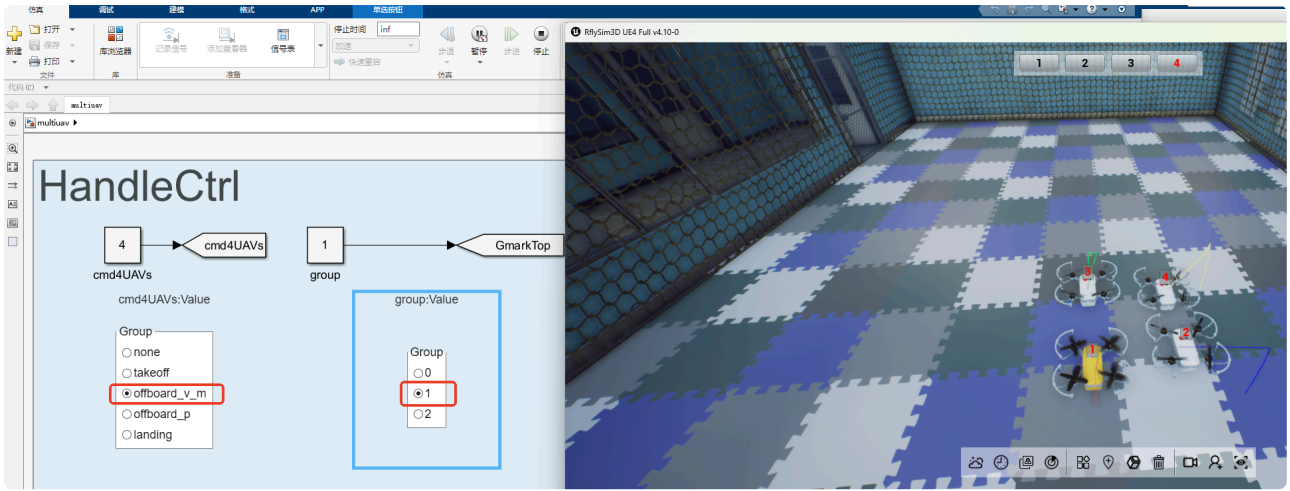 仿真 调试 建模 格式 APP 单选按钮
新建
打开
保存
打印
文件
库浏览器
库
记录信号
添加查看器
信号表
准备
停止时间 inf
加速
快速重启
步退
暂停
步进
停止
仿真
代码 (C)
multiuav
multiuav
HandleCtrl
4 cmd4UAVs 1 GmarkTop
cmd4UAVs group
cmd4UAVs:Value group:Value
Group
none
takeoff
offboard_v_m
offboard_p
landing
Group
0
1
2
RflySim3D UE4 Full v4.10-0
1 2 3 4
3 4
2
1